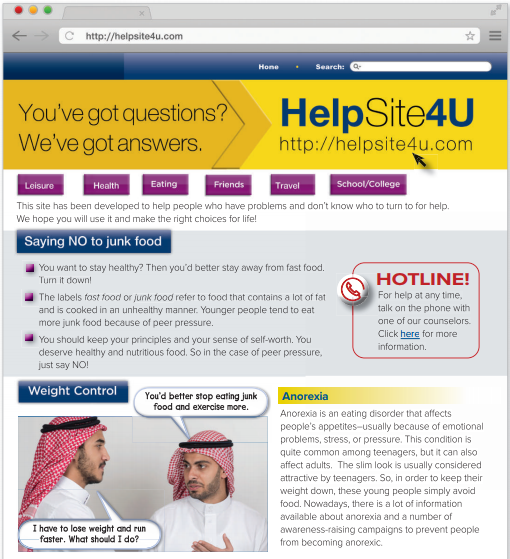 ×
http://helpsite4u.com
Home • Search:
You've got questions?
We've got answers.
HelpSite4U
http://helpsite4u.com
Leisure
Health
Eating
Friends
Travel
School/College
This site has been developed to help people who have problems and don't know who to turn to for help.
We hope you will use it and make the right choices for life!
Saying NO to junk food
You want to stay healthy? Then you'd better stay away from fast food.
Turn it down!
The labels fast food or junk food refer to food that contains a lot of fat
and is cooked in an unhealthy manner. Younger people tend to eat
more junk food because of peer pressure.
You should keep your principles and your sense of self-worth. You
deserve healthy and nutritious food. So in the case of peer pressure,
just say NO!
HOTLINE!
For help at any time,
talk on the phone with
one of our counselors.
Click here for more
information.
Weight Control
You'd better stop eating junk
food and exercise more.
I have to lose weight and run
faster. What should I do?
Anorexia
Anorexia is an eating disorder that affects
people's appetites–usually because of emotional
problems, stress, or pressure. This condition is
quite common among teenagers, but it can also
affect adults. The slim look is usually considered
attractive by teenagers. So, in order to keep their
weight down, these young people simply avoid
food. Nowadays, there is a lot of information
available about anorexia and a number of
awareness-raising campaigns to prevent people
from becoming anorexic.